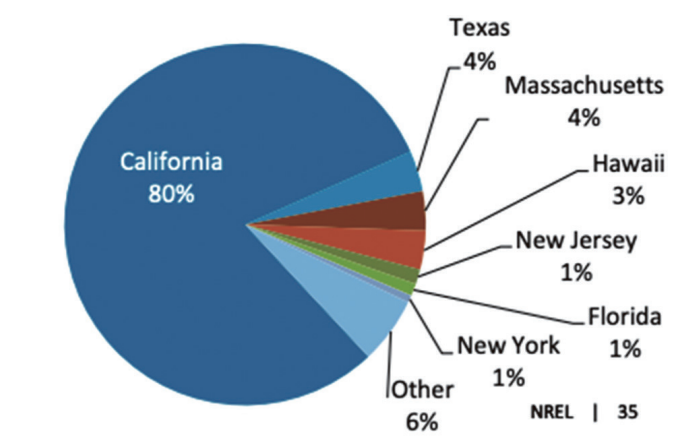 Texas
4%
Massachusetts
4%
California
80%
Hawaii
3%
New Jersey
1%
Florida
1%
New York
1%
Other
6%
NREL | 35